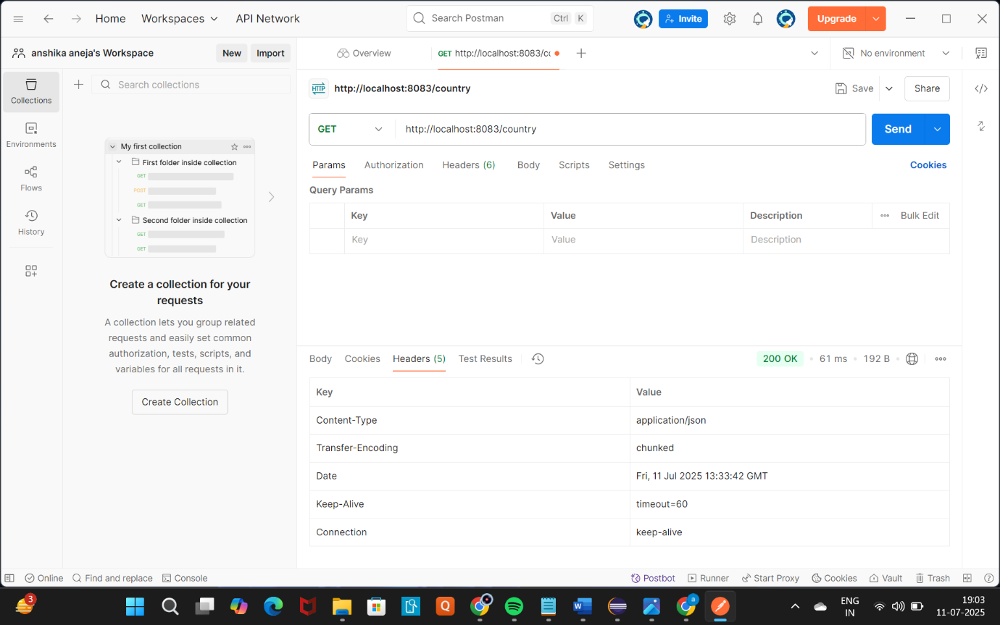 Home Workspaces API Network Search Postman Ctrl K Invite Upgrade
anshika aneja's Workspace New Import Overview GET http://localhost:8083/cc No environment
Collections
Environments
Flows
History
Search collections
My first collection
First folder inside collection
GET
POST
GET
Second folder inside collection
GET
GET
Create a collection for your
requests
A collection lets you group related
requests and easily set common
authorization, tests, scripts, and
variables for all requests in it.
Create Collection
HTTP http://localhost:8083/country Save Share </>
GET http://localhost:8083/country Send
Params Authorization Headers (6) Body Scripts Settings Cookies
Query Params
Key Value Description Bulk Edit
Key Value Description
Body Cookies Headers (5) Test Results 200 OK 61 ms 192 B
Key Value
Content-Type application/json
Transfer-Encoding chunked
Date Fri, 11 Jul 2025 13:33:42 GMT
Keep-Alive timeout=60
Connection keep-alive
Online Find and replace Console Postbot Runner Start Proxy Cookies Vault Trash
3 Q a ENG 19:03
IN 11-07-2025